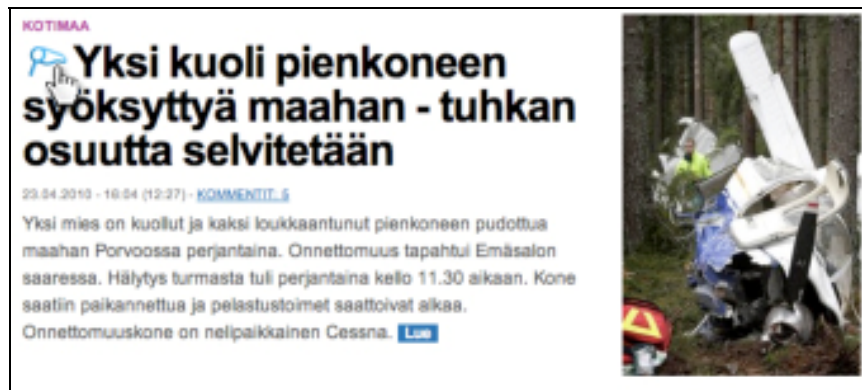 KOTIMAA
Yksi kuoli pienkoneen
syöksyttyä maahan - tuhkan
osuutta selvitetään
23.04.2010 - 16:04 (12:27) - KOMMENTIT: 5
Yksi mies on kuollut ja kaksi loukkaantunut pienkoneen pudottua
maahan Porvoossa perjantaina. Onnettomuus tapahtui Emäsalon
saaressa. Hälytys turmasta tuli perjantaina kello 11.30 aikaan. Kone
saatiin paikannettua ja pelastustoimet saattoivat alkaa.
Onnettomuuskone on nelipaikkainen Cessna. Lue